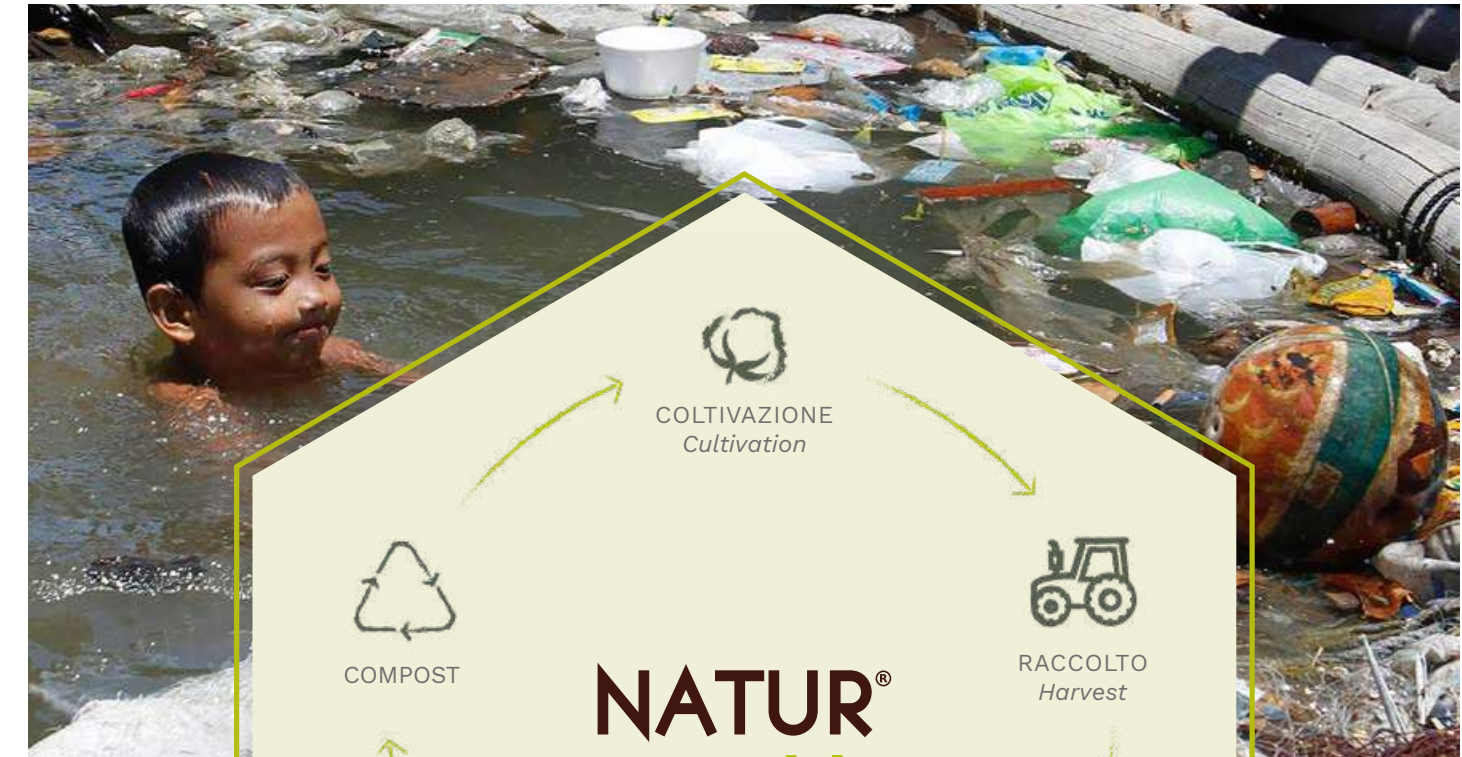 COLTIVAZIONE
Cultivation
COMPOST
RACCOLTO
Harvest
NATUR®